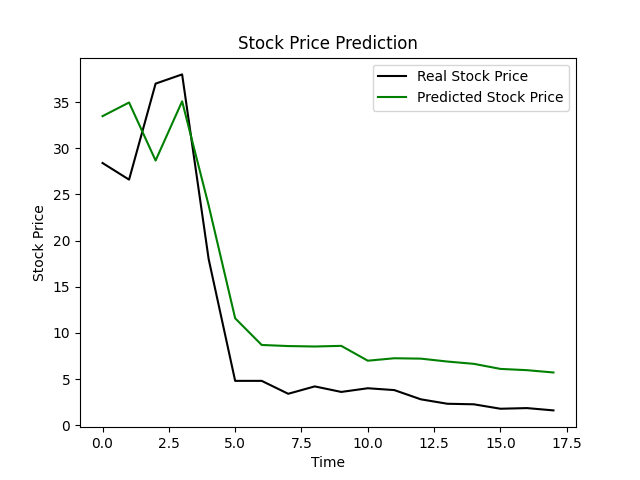 Stock Price Prediction
Real Stock Price
Predicted Stock Price
Stock Price
35
30
25
20
15
10
5
0
0.0 2.5 5.0 7.5 10.0 12.5 15.0 17.5
Time